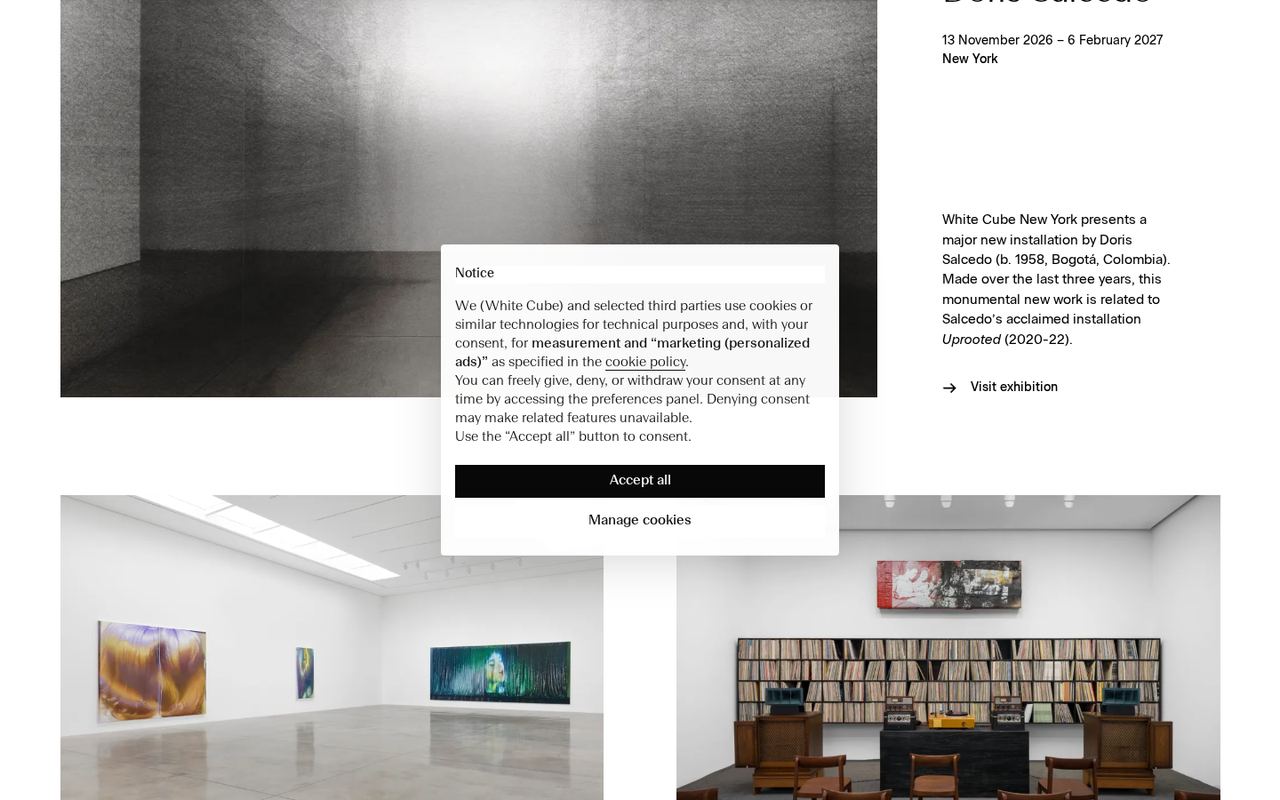 Doris Salcedo
13 November 2026 – 6 February 2027
New York
White Cube New York presents a
major new installation by Doris
Salcedo (b. 1958, Bogotá, Colombia).
Made over the last three years, this
monumental new work is related to
Salcedo's acclaimed installation
Uprooted (2020-22).
→ Visit exhibition
Notice
We (White Cube) and selected third parties use cookies or
similar technologies for technical purposes and, with your
consent, for measurement and “marketing (personalized
ads)” as specified in the cookie policy.
You can freely give, deny, or withdraw your consent at any
time by accessing the preferences panel. Denying consent
may make related features unavailable.
Use the “Accept all” button to consent.
Accept all
Manage cookies